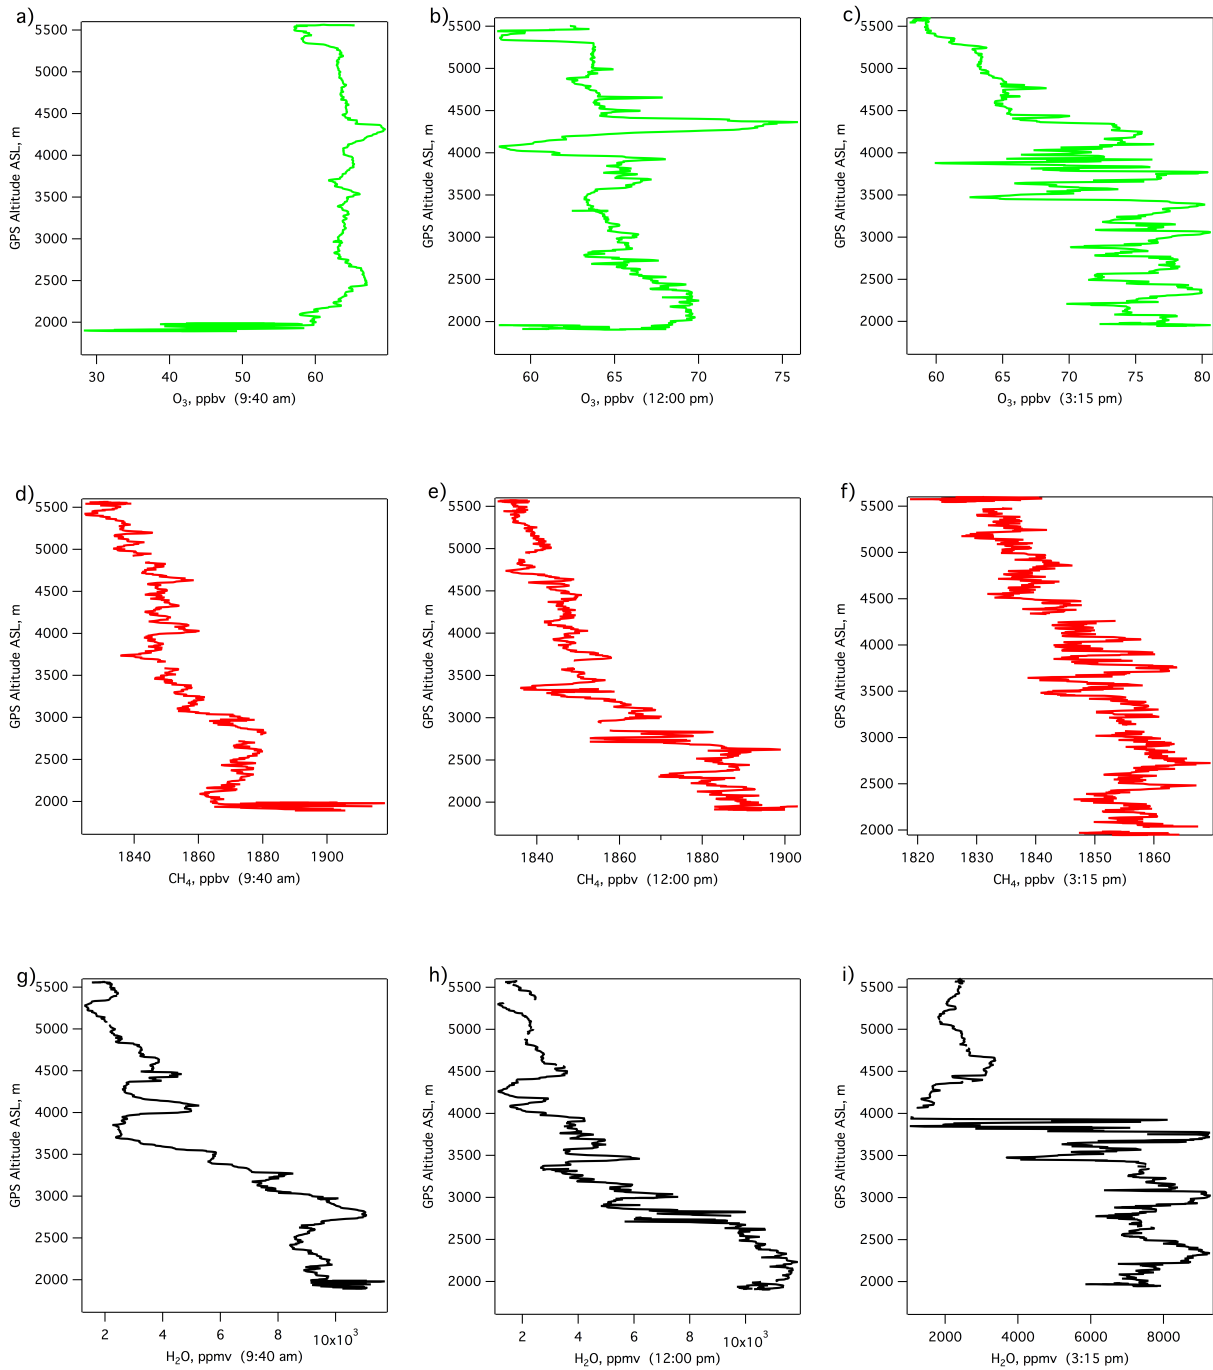 a)
5500
5000
4500
4000
3500
3000
2500
2000
GPS Altitude ASL, m
30 40 50 60
O₃, ppbv (9:40 am)
b)
5500
5000
4500
4000
3500
3000
2500
2000
GPS Altitude ASL, m
60 65 70 75
O₃, ppbv (12:00 pm)
c)
5500
5000
4500
4000
3500
3000
2500
2000
GPS Altitude ASL, m
60 65 70 75 80
O₃, ppbv (3:15 pm)
d)
5500
5000
4500
4000
3500
3000
2500
2000
GPS Altitude ASL, m
1840 1860 1880 1900
CH₄, ppbv (9:40 am)
e)
5500
5000
4500
4000
3500
3000
2500
2000
GPS Altitude ASL, m
1840 1860 1880 1900
CH₄, ppbv (12:00 pm)
f)
5500
5000
4500
4000
3500
3000
2500
2000
GPS Altitude ASL, m
1820 1830 1840 1850 1860
CH₄, ppbv (3:15 pm)
g)
5500
5000
4500
4000
3500
3000
2500
2000
GPS Altitude ASL, m
2 4 6 8 10x10³
H₂O, ppmv (9:40 am)
h)
5500
5000
4500
4000
3500
3000
2500
2000
GPS Altitude ASL, m
2 4 6 8 10x10³
H₂O, ppmv (12:00 pm)
i)
5500
5000
4500
4000
3500
3000
2500
2000
GPS Altitude ASL, m
2000 4000 6000 8000
H₂O, ppmv (3:15 pm)